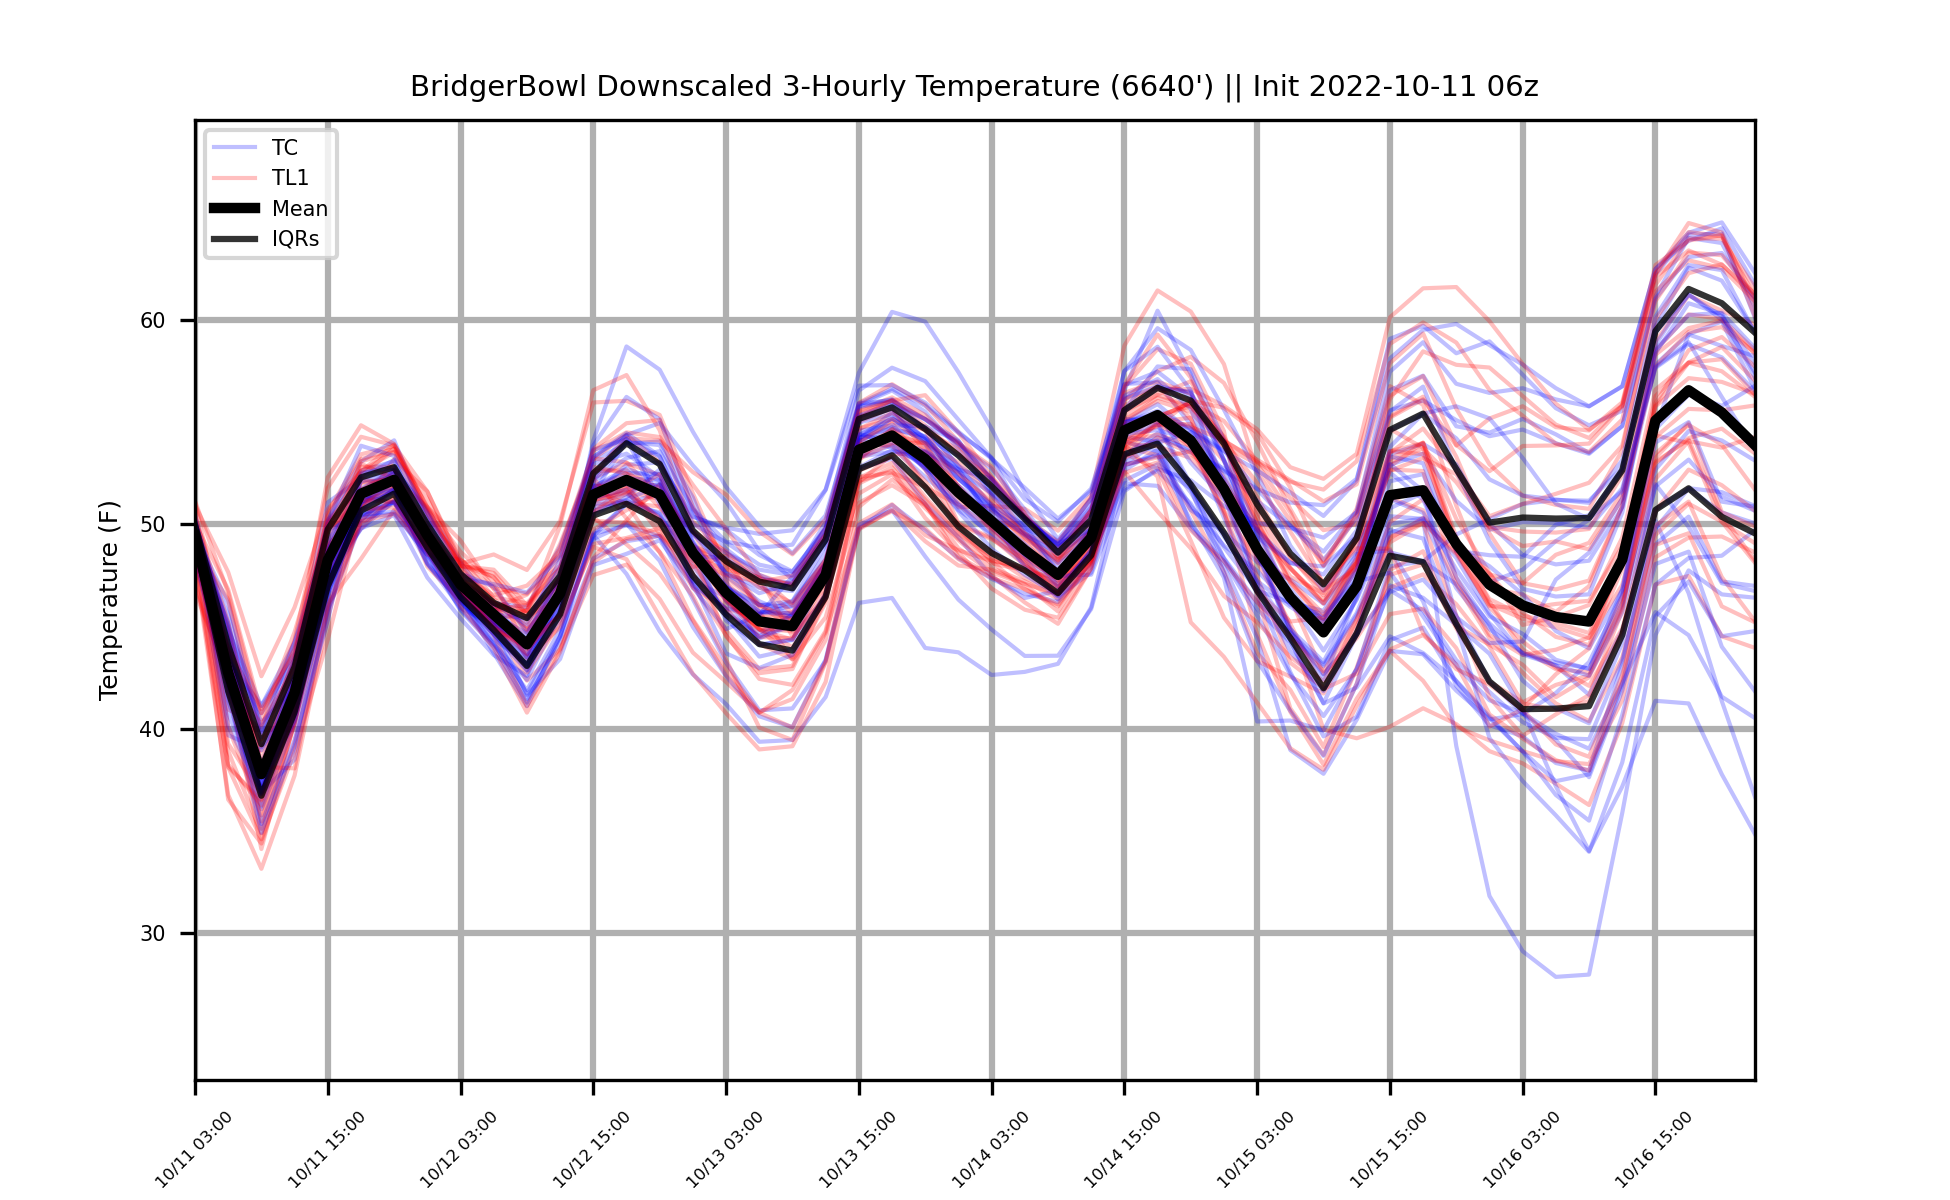 BridgerBowl Downscaled 3-Hourly Temperature (6640') || Init 2022-10-11 06z
TC
TL1
Mean
IQRs
Temperature (F)
60
50
40
30
10/11 03:00
10/11 15:00
10/12 03:00
10/12 15:00
10/13 03:00
10/13 15:00
10/14 03:00
10/14 15:00
10/15 03:00
10/15 15:00
10/16 03:00
10/16 15:00